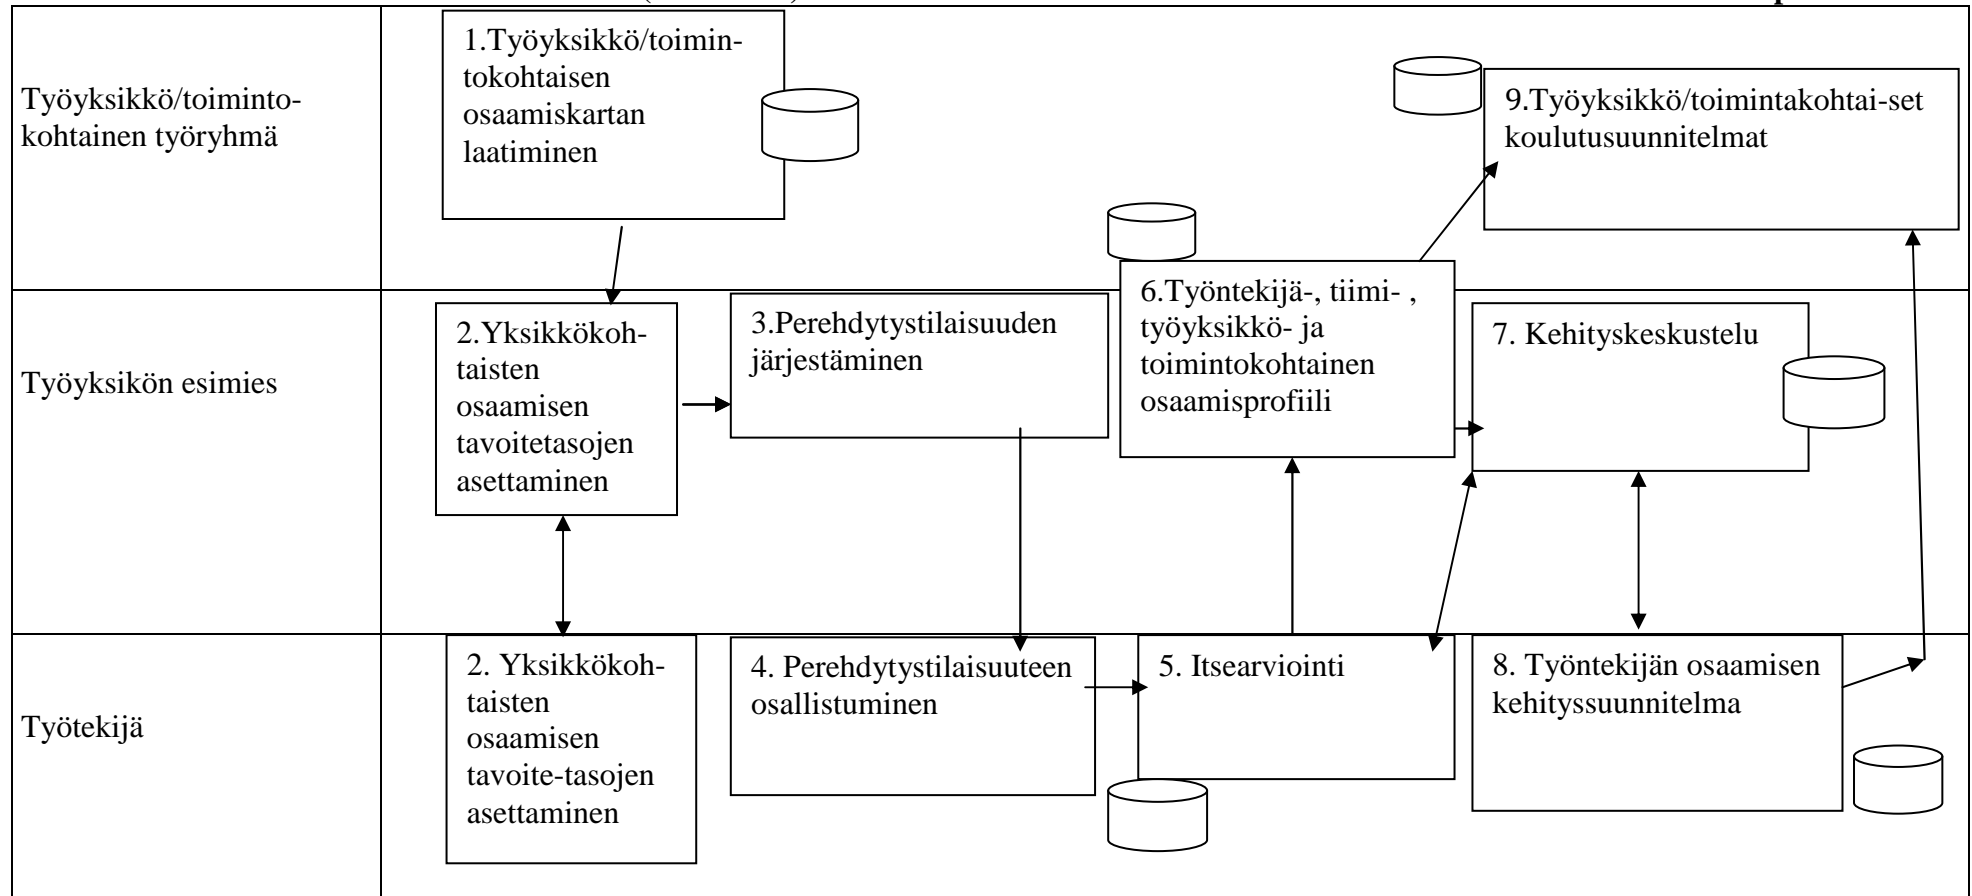 Työyksikkö/toiminto-
kohtainen työryhmä
1.Työyksikkö/toimin-
tokohtaisen
osaamiskartan
laatiminen
9.Työyksikkö/toimintakohtai-set
koulutusuunnitelmat
Työyksikön esimies
2.Yksikkökoh-
taisten
osaamisen
tavoitetasojen
asettaminen
3.Perehdytystilaisuuden
järjestäminen
6.Työntekijä-, tiimi- ,
työyksikkö- ja
toimintokohtainen
osaamisprofiili
7. Kehityskeskustelu
Työtekijä
2. Yksikkökoh-
taisten
osaamisen
tavoite-tasojen
asettaminen
4. Perehdytystilaisuuteen
osallistuminen
5. Itsearviointi
8. Työntekijän osaamisen
kehityssuunnitelma